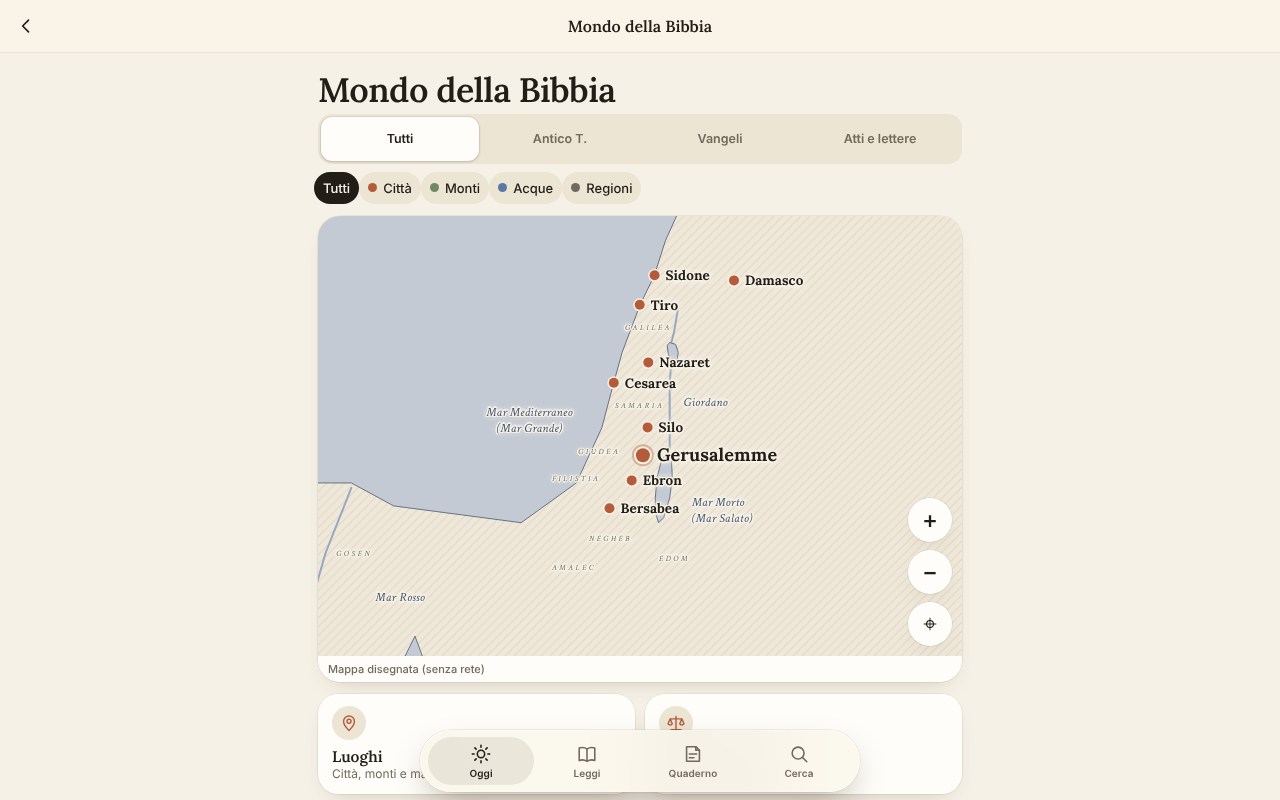 Mondo della Bibbia
Mondo della Bibbia
Tutti
Antico T.
Vangeli
Atti e lettere
Tutti
Città
Monti
Acque
Regioni
Sidone
Damasco
Tiro
GALILEA
Nazaret
Cesarea
SAMARIA
Giordano
Mar Mediterraneo
(Mar Grande)
Silo
GIUDEA
Gerusalemme
FILISTIA
Ebron
Mar Morto
(Mar Salato)
Bersabea
NEGHEB
GOSEN
EDOM
AMALEC
Mar Rosso
Mappa disegnata (senza rete)
Luoghi
Città, monti e
Oggi
Leggi
Quaderno
Cerca